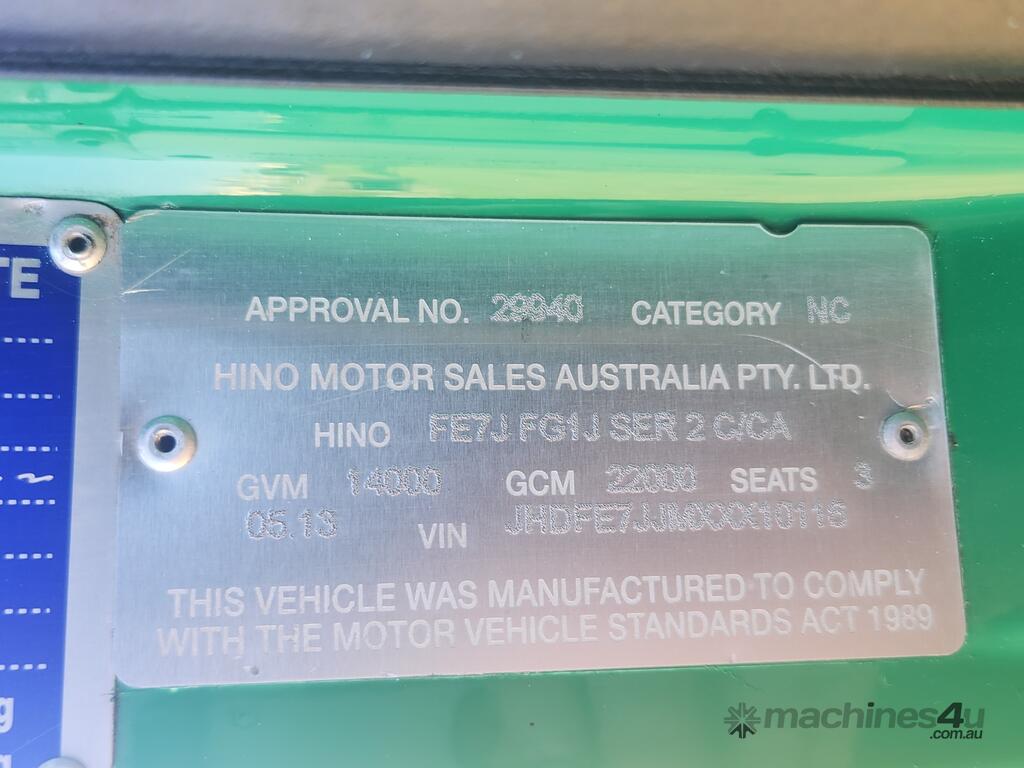 TE
APPROVAL NO. 29940 CATEGORY NC
HINO MOTOR SALES AUSTRALIA PTY. LTD.
HINO FE7J FG1J SER 2 C/CA
GVM 14000 GCM 22000 SEATS 3
05.13 VIN JHDFE7JJMXXX10116
THIS VEHICLE WAS MANUFACTURED TO COMPLY
WITH THE MOTOR VEHICLE STANDARDS ACT 1989
g
machines4u
.com.au